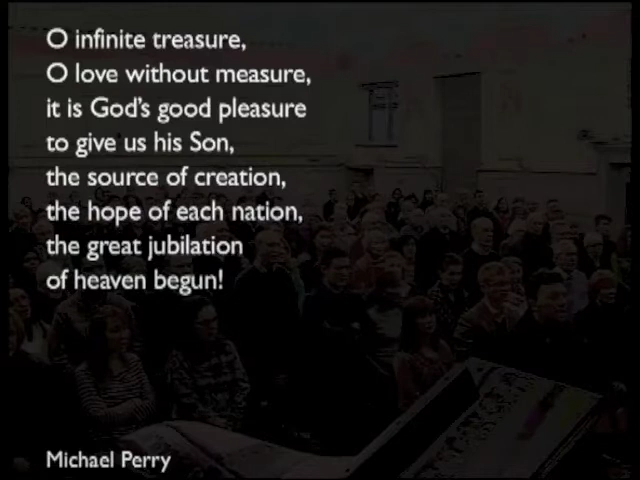 O infinite treasure,
O love without measure,
it is God's good pleasure
to give us his Son,
the source of creation,
the hope of each nation,
the great jubilation
of heaven begun!
Michael Perry